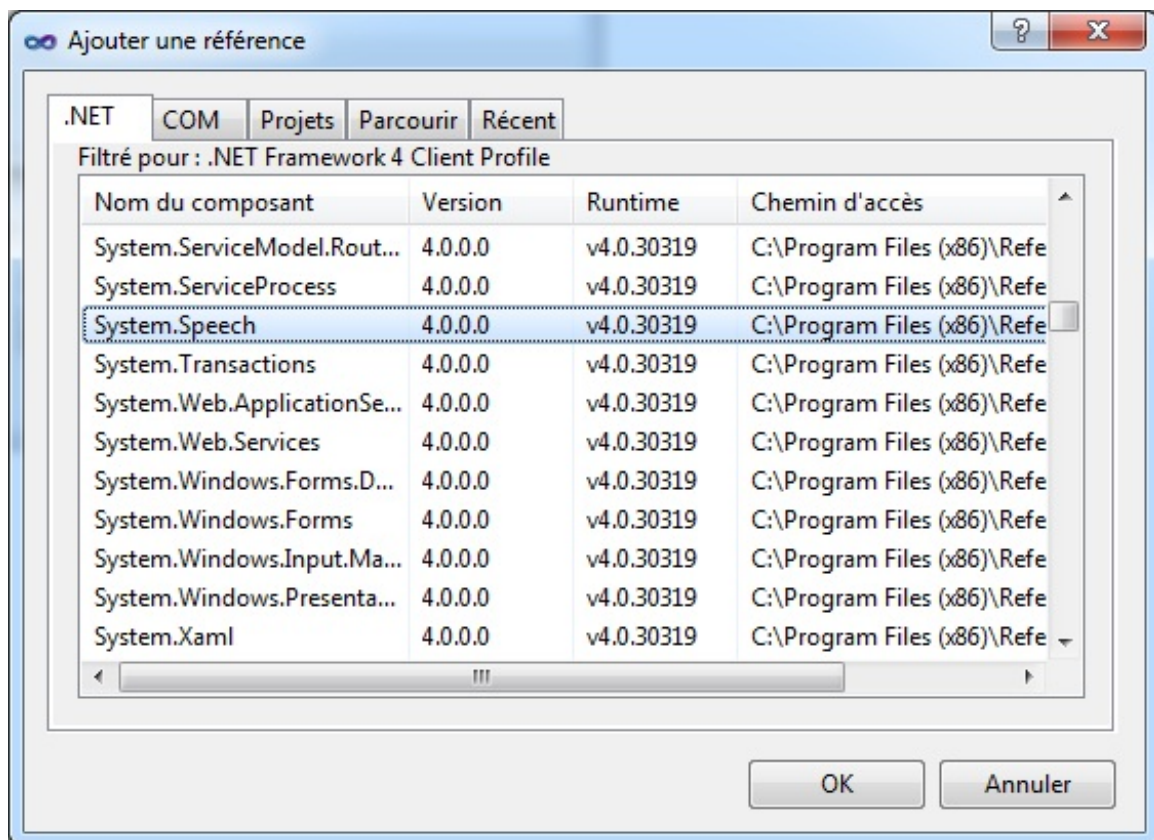 Ajouter une référence
.NET COM Projets Parcourir Récent
Filtré pour : .NET Framework 4 Client Profile
Nom du composant Version Runtime Chemin d'accès
System.ServiceModel.Rout... 4.0.0.0 v4.0.30319 C:\Program Files (x86)\Refe
System.ServiceProcess 4.0.0.0 v4.0.30319 C:\Program Files (x86)\Refe
System.Speech 4.0.0.0 v4.0.30319 C:\Program Files (x86)\Refe
System.Transactions 4.0.0.0 v4.0.30319 C:\Program Files (x86)\Refe
System.Web.ApplicationSe... 4.0.0.0 v4.0.30319 C:\Program Files (x86)\Refe
System.Web.Services 4.0.0.0 v4.0.30319 C:\Program Files (x86)\Refe
System.Windows.Forms.D... 4.0.0.0 v4.0.30319 C:\Program Files (x86)\Refe
System.Windows.Forms 4.0.0.0 v4.0.30319 C:\Program Files (x86)\Refe
System.Windows.Input.Ma... 4.0.0.0 v4.0.30319 C:\Program Files (x86)\Refe
System.Windows.Presenta... 4.0.0.0 v4.0.30319 C:\Program Files (x86)\Refe
System.Xaml 4.0.0.0 v4.0.30319 C:\Program Files (x86)\Refe
OK Annuler